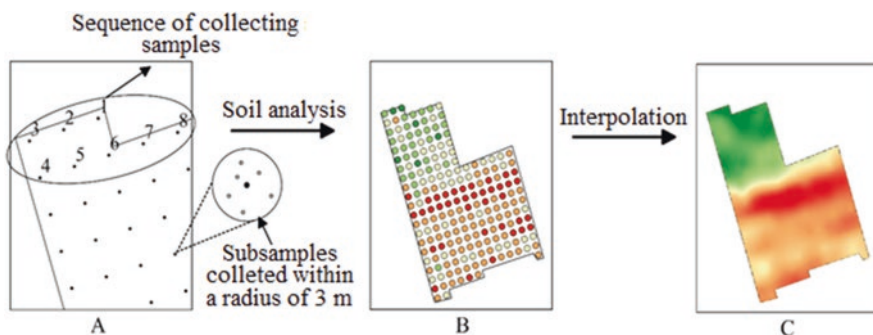 Sequence of collecting
samples
1
2
3
8
7
6
5
4
Soil analysis
Interpolation
Subsamples
colleted within
a radius of 3 m
A
B
C